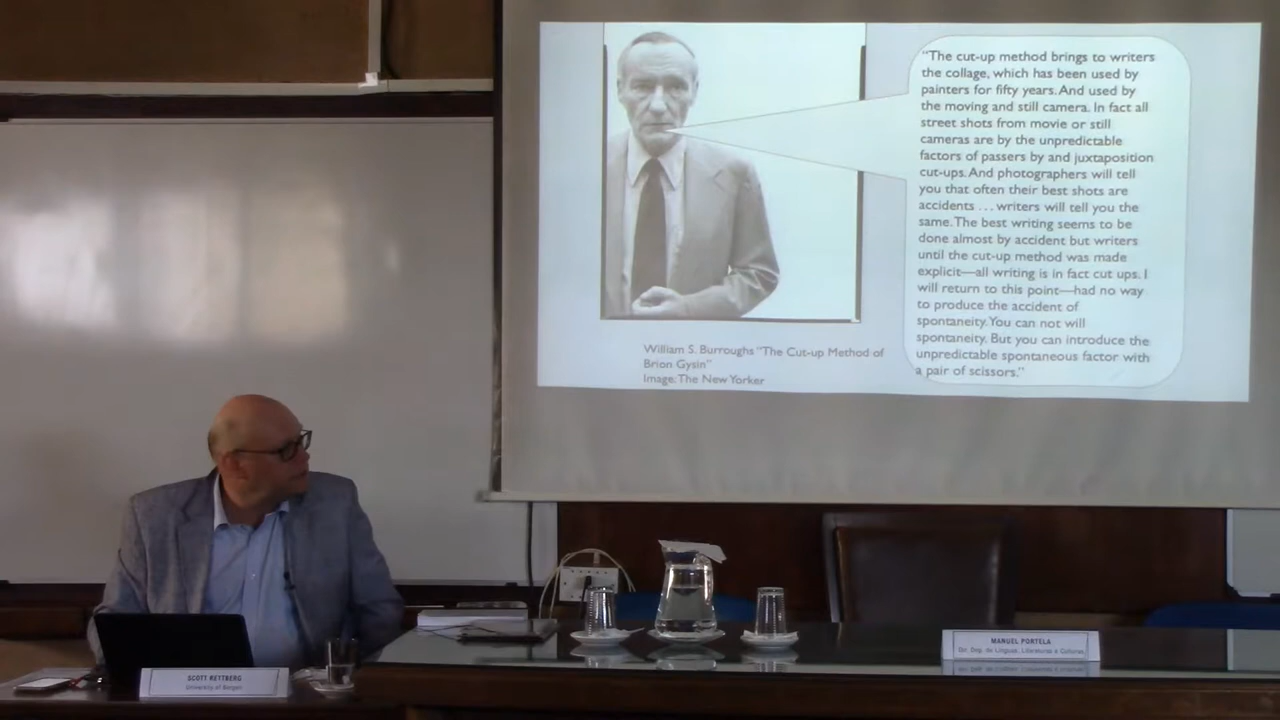 “The cut-up method brings to writers
the collage, which has been used by
painters for fifty years. And used by
the moving and still camera. In fact all
street shots from movie or still
cameras are by the unpredictable
factors of passers by and juxtaposition
cut-ups. And photographers will tell
you that often their best shots are
accidents . . . writers will tell you the
same. The best writing seems to be
done almost by accident but writers
until the cut-up method was made
explicit—all writing is in fact cut ups. I
will return to this point—had no way
to produce the accident of
spontaneity. You can not will
spontaneity. But you can introduce the
unpredictable spontaneous factor with
a pair of scissors.”
William S. Burroughs “The Cut-up Method of
Brion Gysin”
Image: The New Yorker
SCOTT RETTBERG
University of Bergen
MANUEL PORTELA
Dir. Dep. de Línguas, Literaturas e Culturas